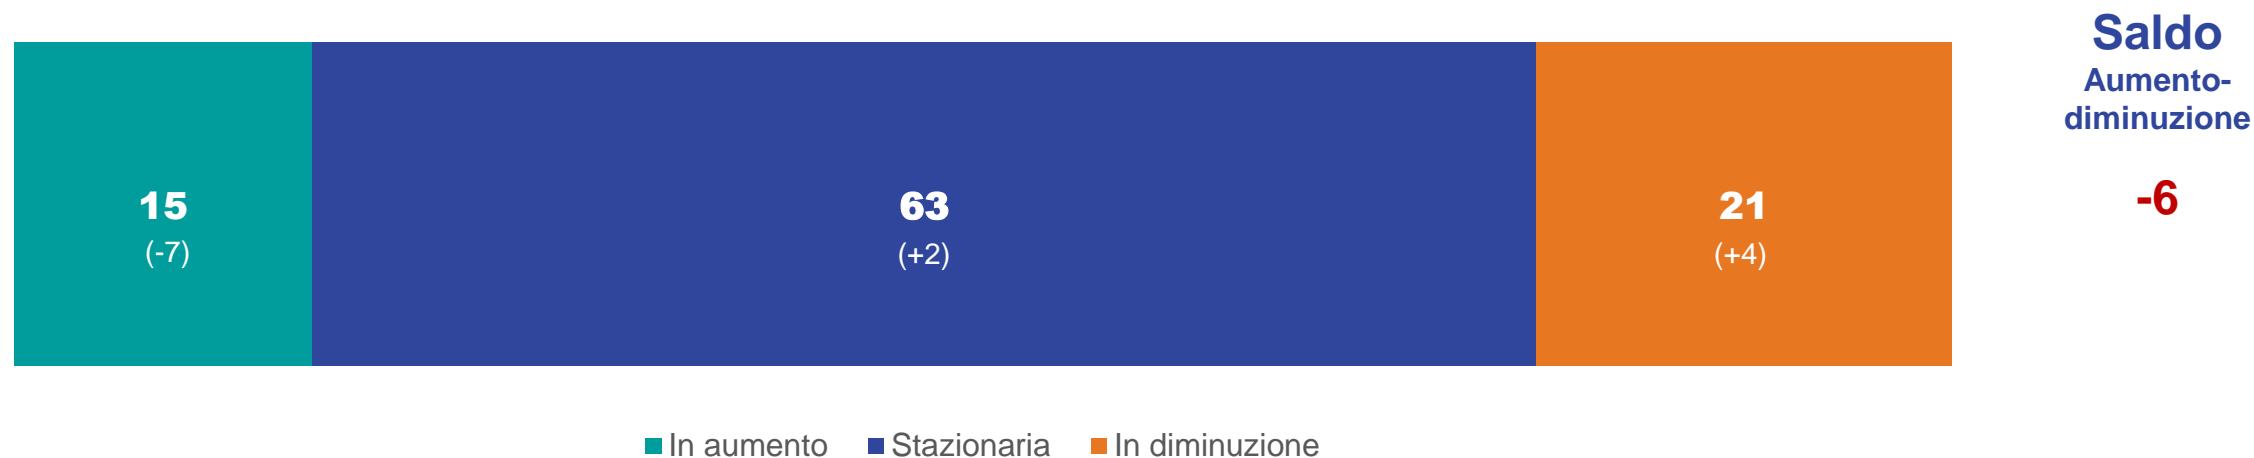 Saldo
Aumento-
diminuzione
15
63
21
-6
(-7)
(+2)
(+4)
In aumento
Stazionaria
In diminuzione